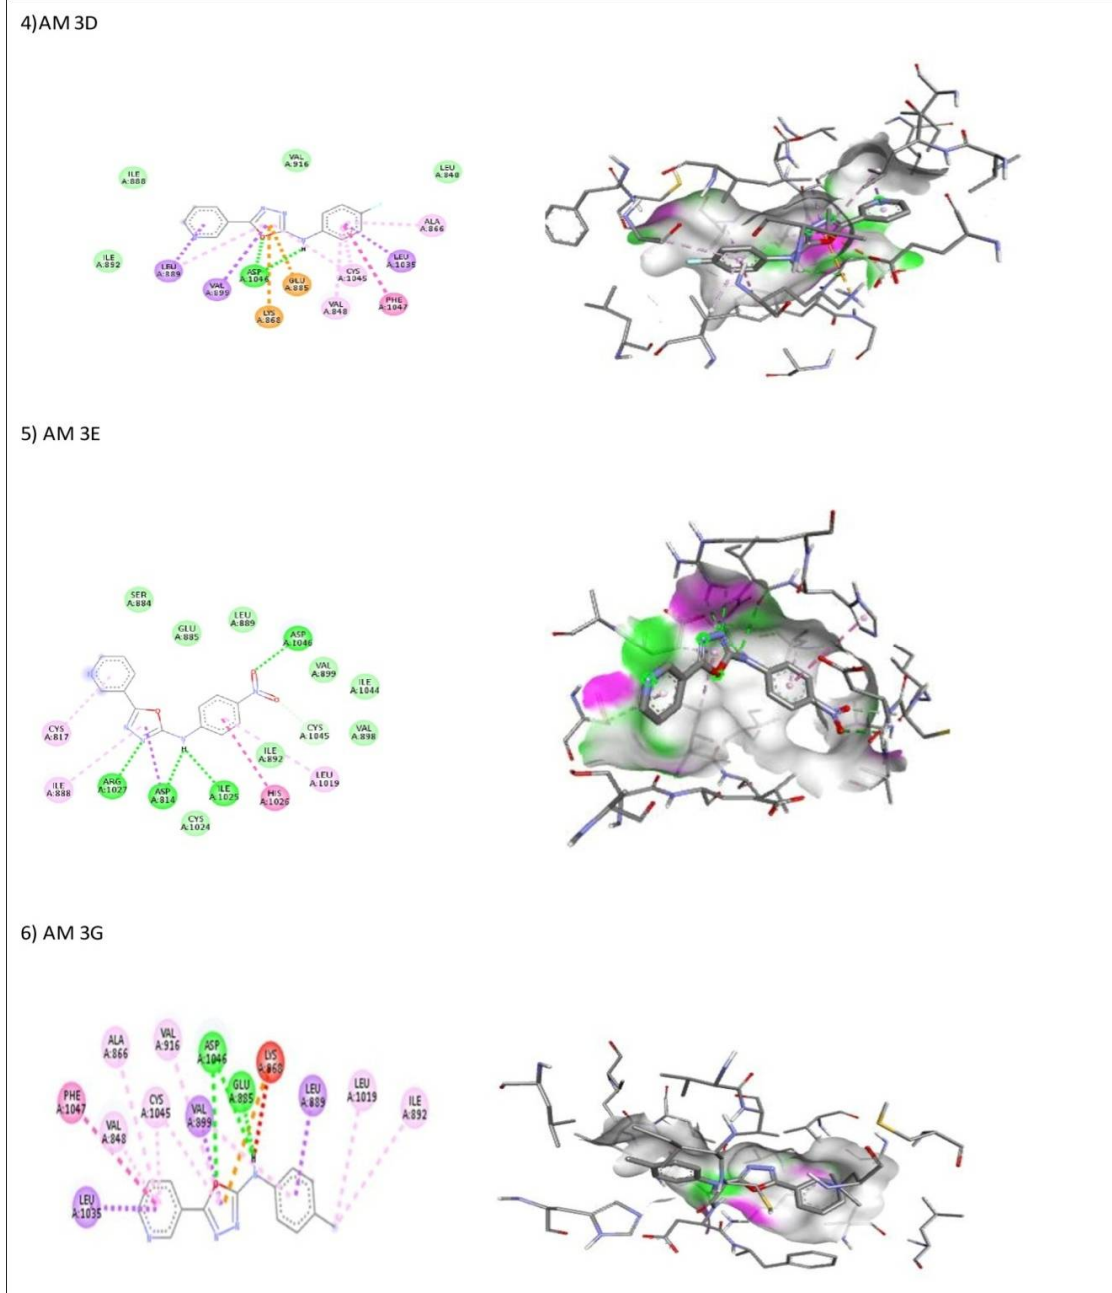 4)AM 3D
VAL
A:916
ILE
A:888
LEU
A:840
ALA
A:866
ILE
A:892
LEU
A:889
VAL
A:899
ASP
A:1046
GLU
A:885
CYS
A:1045
LEU
A:1035
LYS
A:868
VAL
A:848
PHE
A:1047
H
5) AM 3E
SER
A:884
GLU
A:885
LEU
A:889
ASP
A:1046
VAL
A:899
ILE
A:1044
CYS
A:817
CYS
A:1045
VAL
A:898
ILE
A:892
H
ILE
A:888
ARG
A:1027
ASP
A:814
ILE
A:1025
HIS
A:1026
LEU
A:1019
CYS
A:1024
6) AM 3G
ALA
A:866
VAL
A:916
ASP
A:1046
LYS
A:868
PHE
A:1047
VAL
A:848
CYS
A:1045
VAL
A:899
GLU
A:885
LEU
A:889
LEU
A:1019
ILE
A:892
LEU
A:1035
H